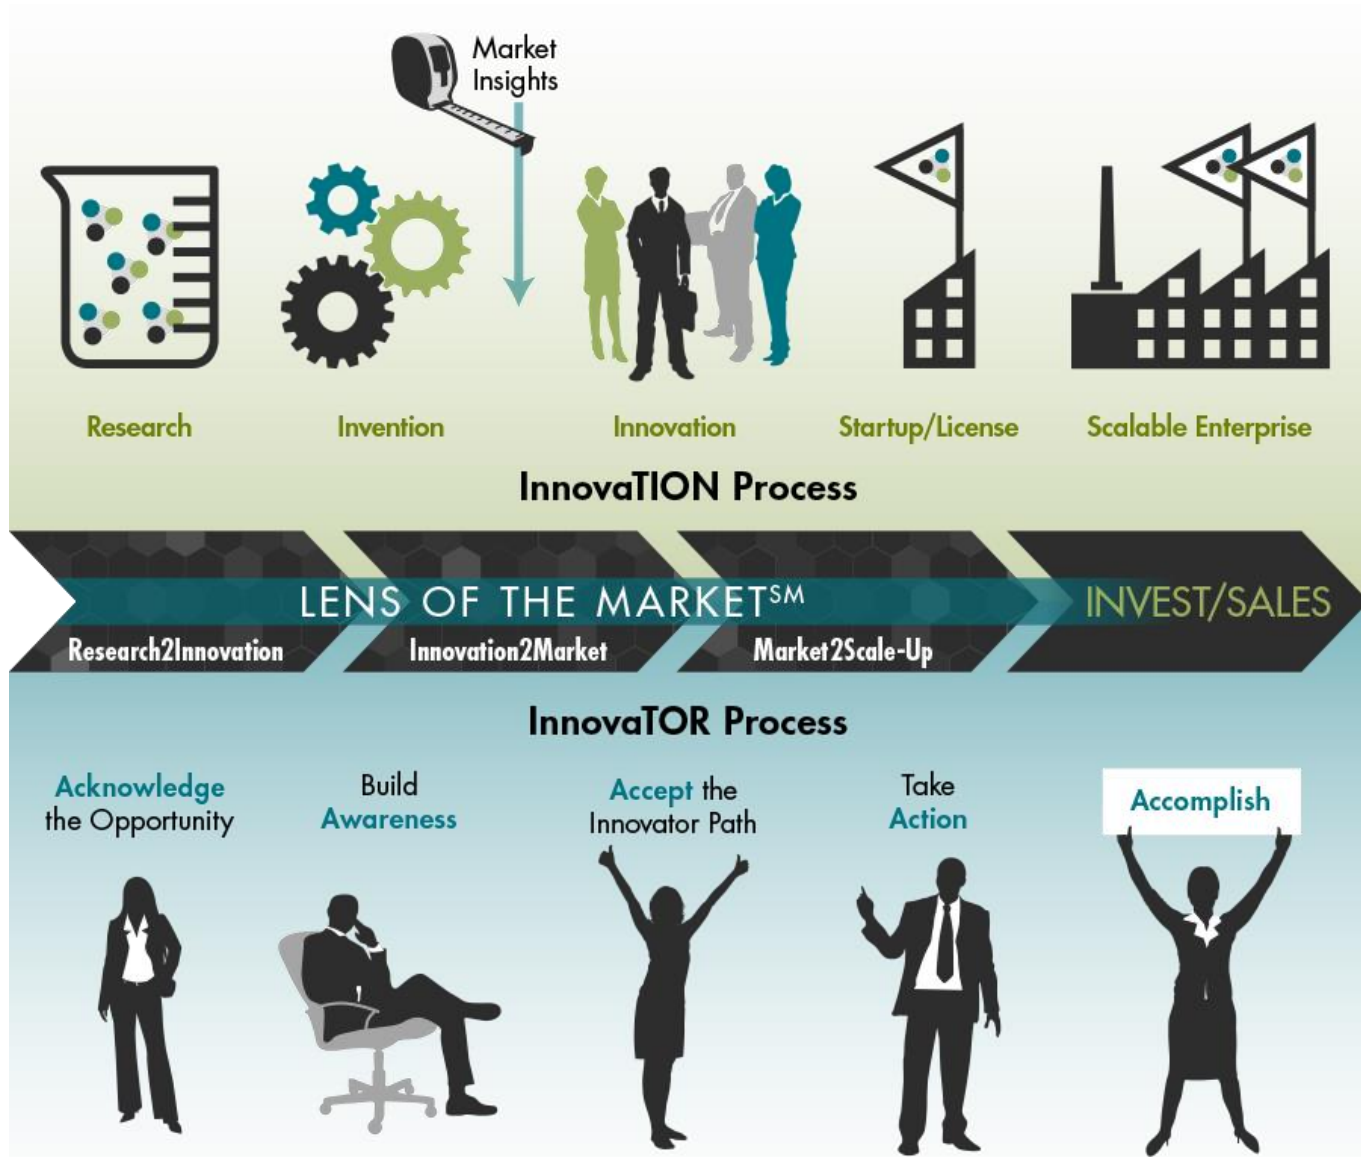 Market
Insights
Research
Invention
Innovation
Startup/License
Scalable Enterprise
InnovaTION Process
LENS OF THE MARKET℠
INVEST/SALES
Research2Innovation
Innovation2Market
Market2Scale-Up
InnovaTOR Process
Acknowledge
the Opportunity
Build
Awareness
Accept the
Innovator Path
Take
Action
Accomplish